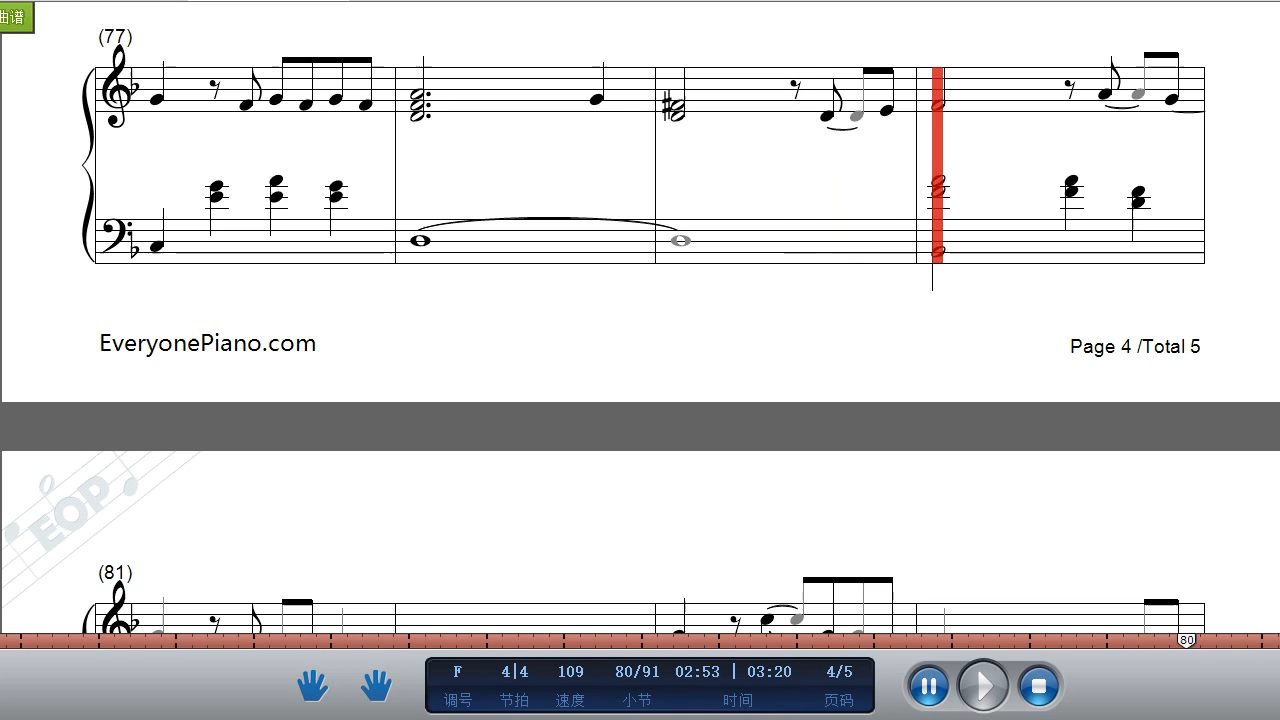 曲谱
(77)
EveryonePiano.com
Page 4 /Total 5
EOP
(81)
80
F 4|4 109 80/91 02:53 | 03:20 4/5
调号 节拍 速度 小节 时间 页码